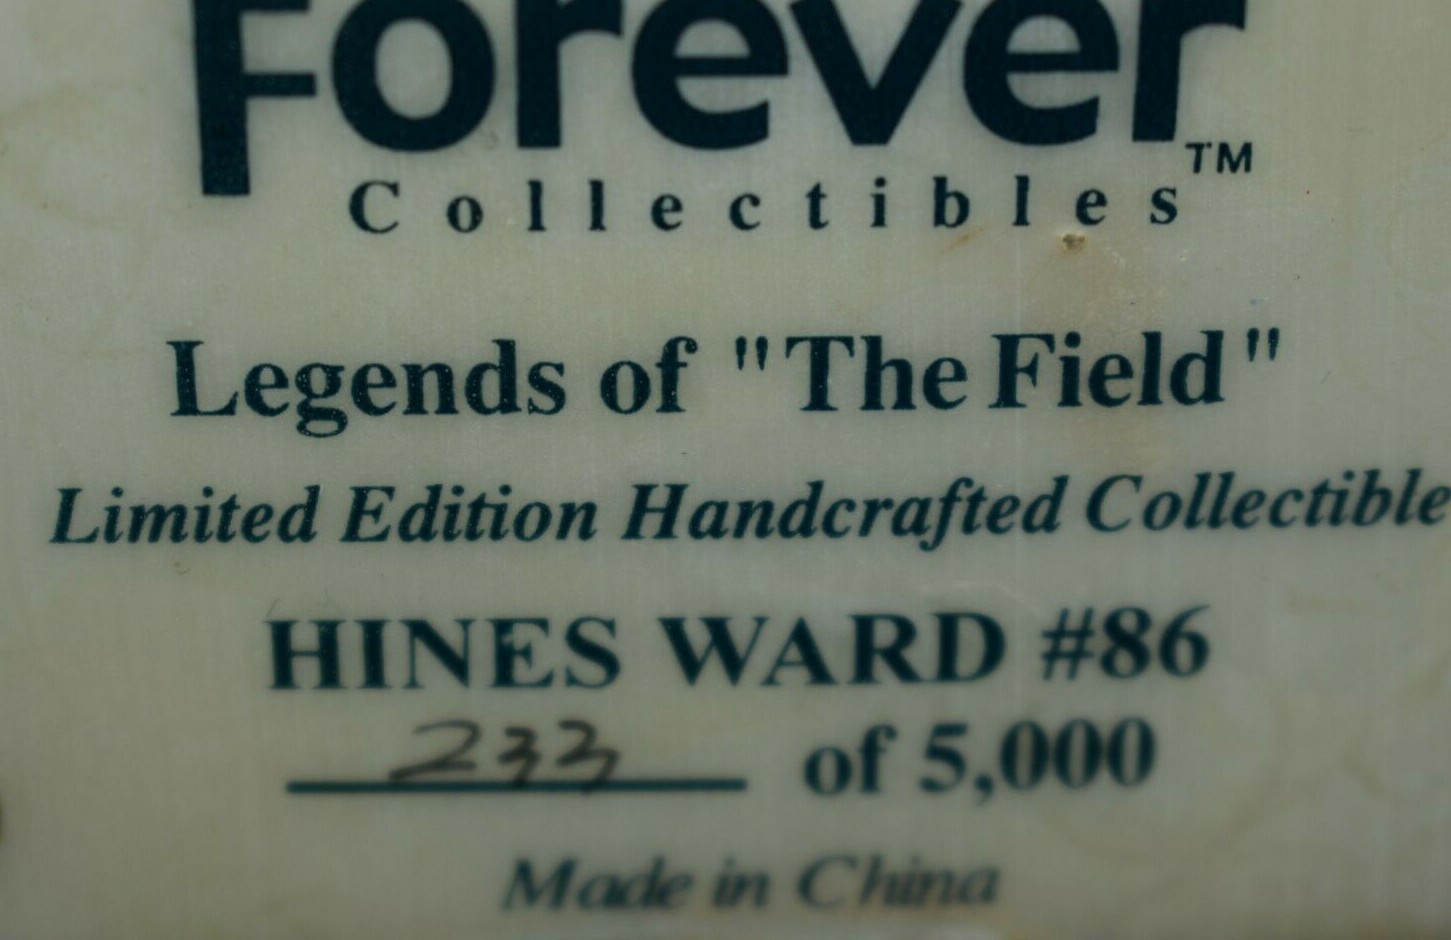 Forever
Collectibles™
Legends of "The Field"
Limited Edition Handcrafted Collectible
HINES WARD #86
233 of 5,000
Made in China